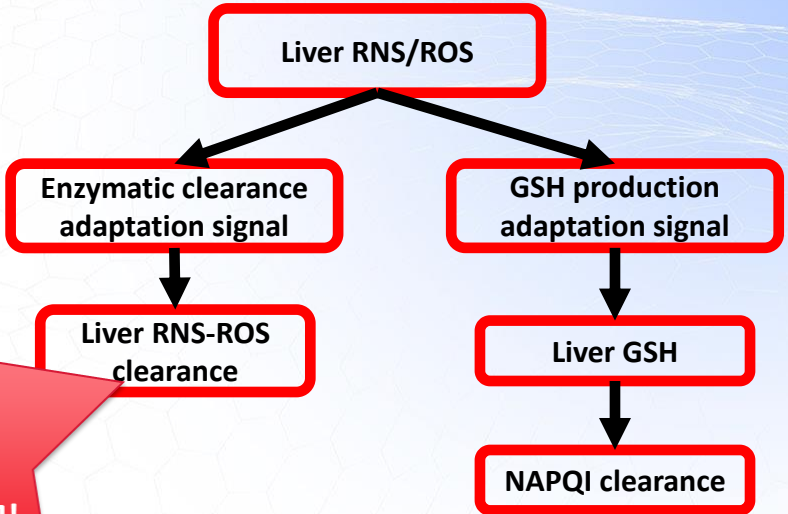 Liver RNS/ROS
Enzymatic clearance
adaptation signal
GSH production
adaptation signal
Liver RNS-ROS
clearance
Liver GSH
NAPQI clearance